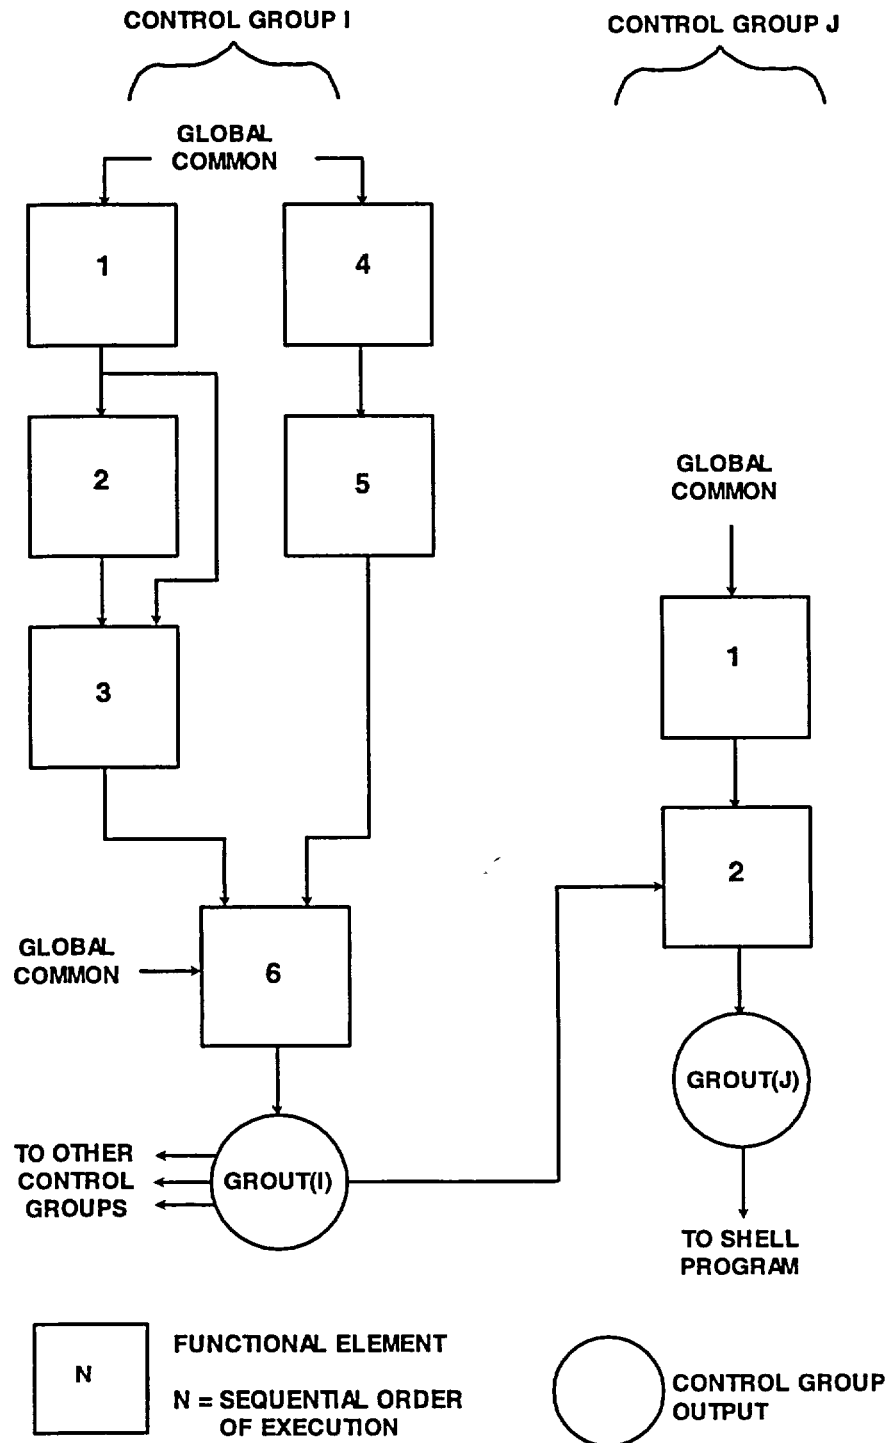 CONTROL GROUP I
CONTROL GROUP J
GLOBAL
COMMON
1
4
2
5
GLOBAL
COMMON
3
1
2
GLOBAL
COMMON
6
GROUT(J)
TO OTHER
CONTROL
GROUPS
GROUT(I)
TO SHELL
PROGRAM
N
FUNCTIONAL ELEMENT
N = SEQUENTIAL ORDER
OF EXECUTION
CONTROL GROUP
OUTPUT